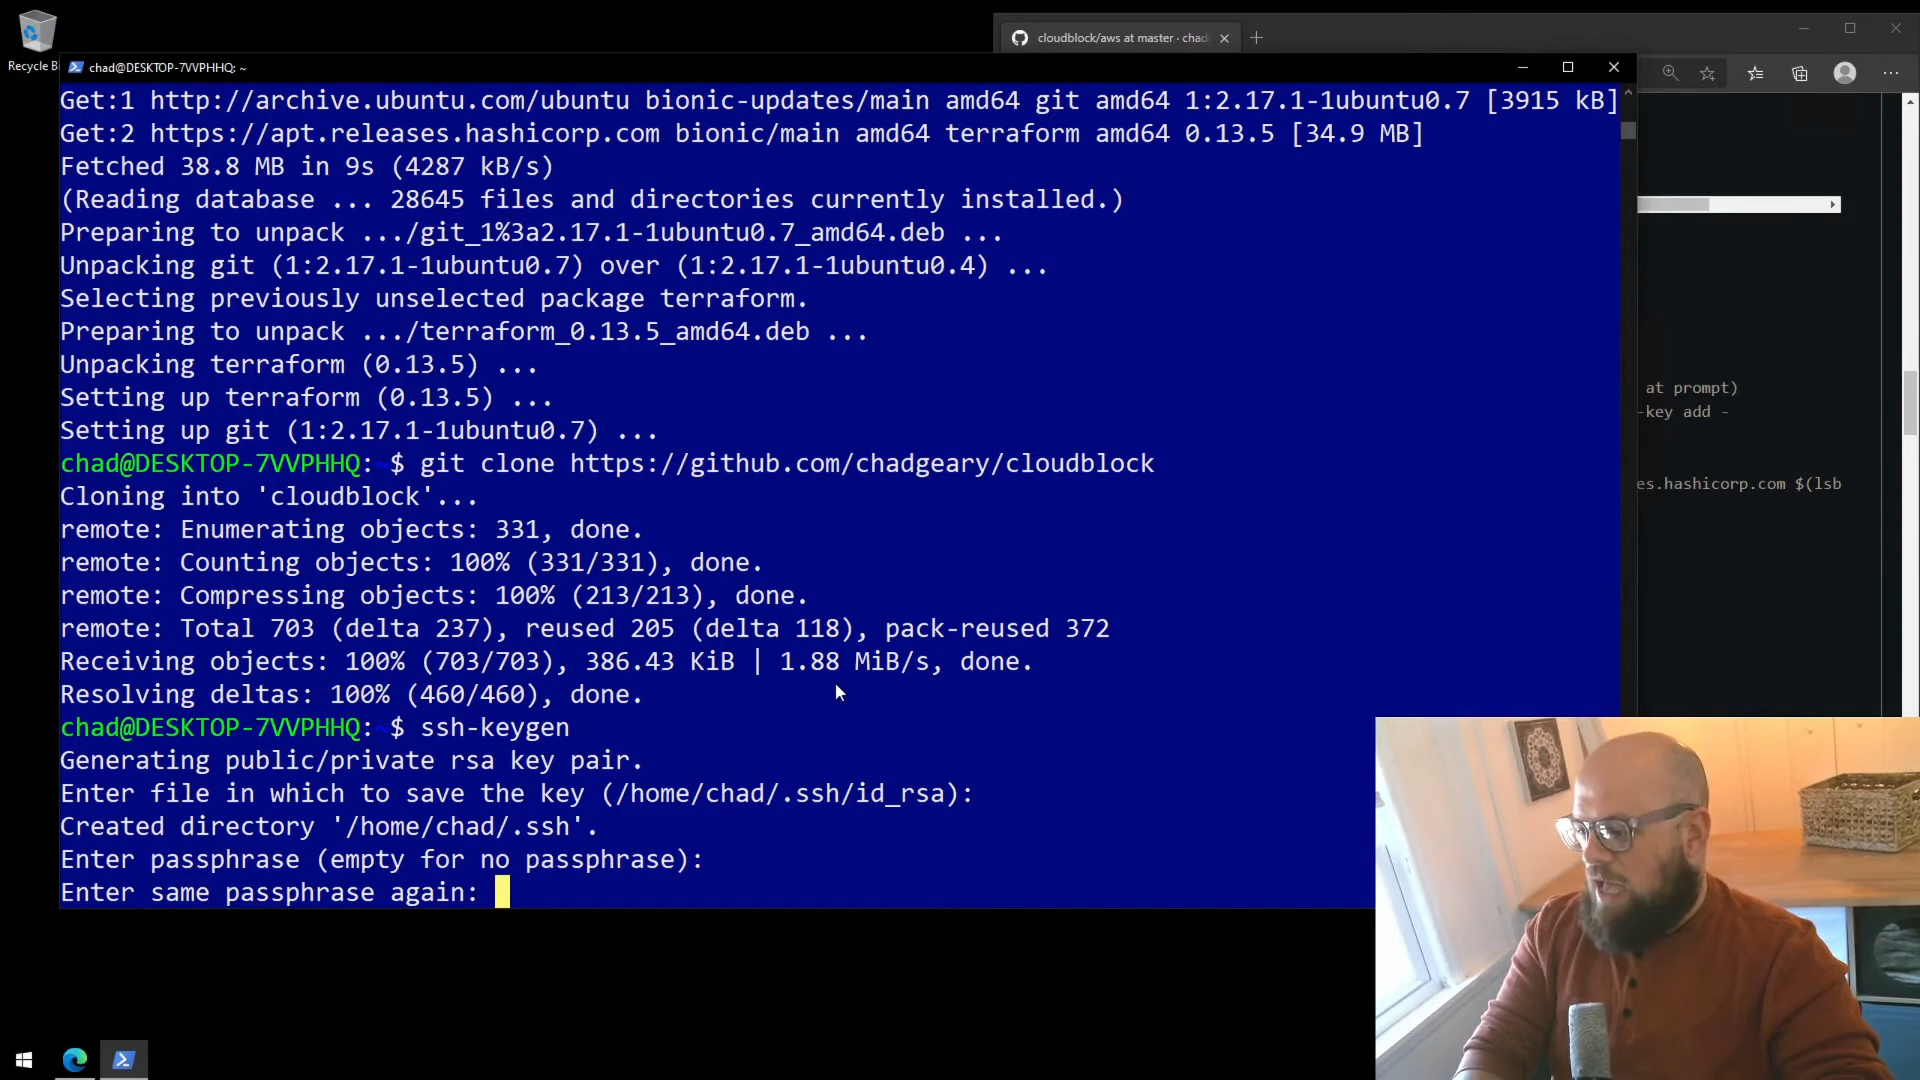 cloudblock/aws at master · chad
Recycle Bi
chad@DESKTOP-7VVPHHQ: ~
Get:1 http://archive.ubuntu.com/ubuntu bionic-updates/main amd64 git amd64 1:2.17.1-1ubuntu0.7 [3915 kB]
Get:2 https://apt.releases.hashicorp.com bionic/main amd64 terraform amd64 0.13.5 [34.9 MB]
Fetched 38.8 MB in 9s (4287 kB/s)
(Reading database ... 28645 files and directories currently installed.)
Preparing to unpack .../git_1%3a2.17.1-1ubuntu0.7_amd64.deb ...
Unpacking git (1:2.17.1-1ubuntu0.7) over (1:2.17.1-1ubuntu0.4) ...
Selecting previously unselected package terraform.
Preparing to unpack .../terraform_0.13.5_amd64.deb ...
Unpacking terraform (0.13.5) ...
Setting up terraform (0.13.5) ...
Setting up git (1:2.17.1-1ubuntu0.7) ...
chad@DESKTOP-7VVPHHQ:~$ git clone https://github.com/chadgeary/cloudblock
Cloning into 'cloudblock'...
remote: Enumerating objects: 331, done.
remote: Counting objects: 100% (331/331), done.
remote: Compressing objects: 100% (213/213), done.
remote: Total 703 (delta 237), reused 205 (delta 118), pack-reused 372
Receiving objects: 100% (703/703), 386.43 KiB | 1.88 MiB/s, done.
Resolving deltas: 100% (460/460), done.
chad@DESKTOP-7VVPHHQ:~$ ssh-keygen
Generating public/private rsa key pair.
Enter file in which to save the key (/home/chad/.ssh/id_rsa):
Created directory '/home/chad/.ssh'.
Enter passphrase (empty for no passphrase):
Enter same passphrase again:
at prompt)
-key add -
es.hashicorp.com $(lsb